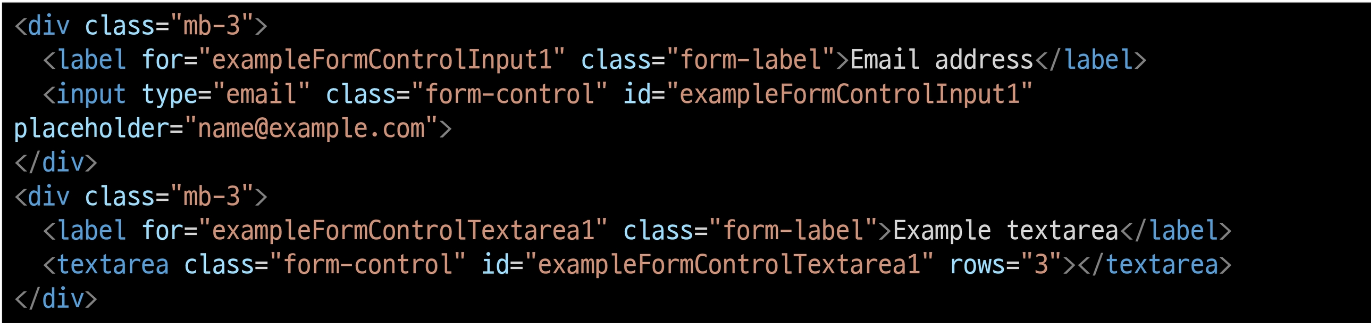 <div class="mb-3">
  <label for="exampleFormControlInput1" class="form-label">Email address</label>
  <input type="email" class="form-control" id="exampleFormControlInput1"
placeholder="name@example.com">
</div>
<div class="mb-3">
  <label for="exampleFormControlTextarea1" class="form-label">Example textarea</label>
  <textarea class="form-control" id="exampleFormControlTextarea1" rows="3"></textarea>
</div>